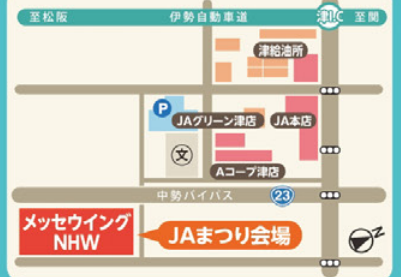 至松阪
伊勢自動車道
津I.C
至関
津給油所
P
JAグリーン津店
JA本店
文
Aコープ津店
中勢バイパス
23
メッセウイング
NHW
JAまつり会場
N